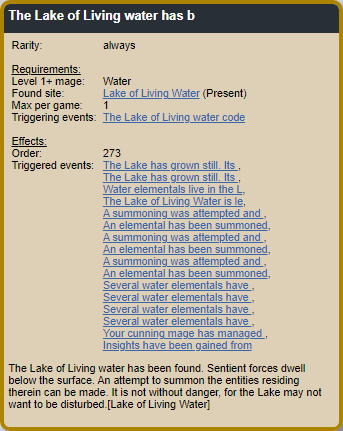 The Lake of Living water has b
Rarity: always
Requirements:
Level 1+ mage: Water
Found site: Lake of Living Water (Present)
Max per game: 1
Triggering events: The Lake of Living water code
Effects:
Order: 273
Triggered events: The Lake has grown still. Its ,
The Lake has grown still. Its ,
Water elementals live in the L,
The Lake of Living Water is le,
A summoning was attempted and ,
An elemental has been summoned,
A summoning was attempted and ,
An elemental has been summoned,
A summoning was attempted and ,
An elemental has been summoned,
Several water elementals have ,
Several water elementals have ,
Several water elementals have ,
Several water elementals have ,
Your cunning mage has managed ,
Insights have been gained from
The Lake of Living water has been found. Sentient forces dwell
below the surface. An attempt to summon the entities residing
therein can be made. It is not without danger, for the Lake may not
want to be disturbed.[Lake of Living Water]